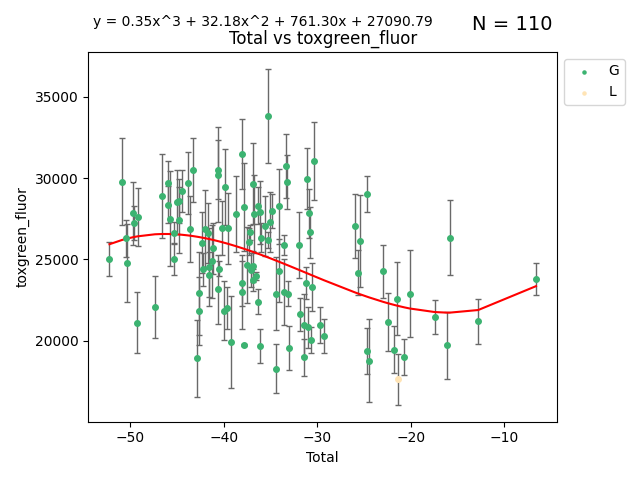 y = 0.35x^3 + 32.18x^2 + 761.30x + 27090.79
N = 110
Total vs toxgreen_fluor
G
L
35000
30000
25000
20000
toxgreen_fluor
−50
−40
−30
−20
−10
Total